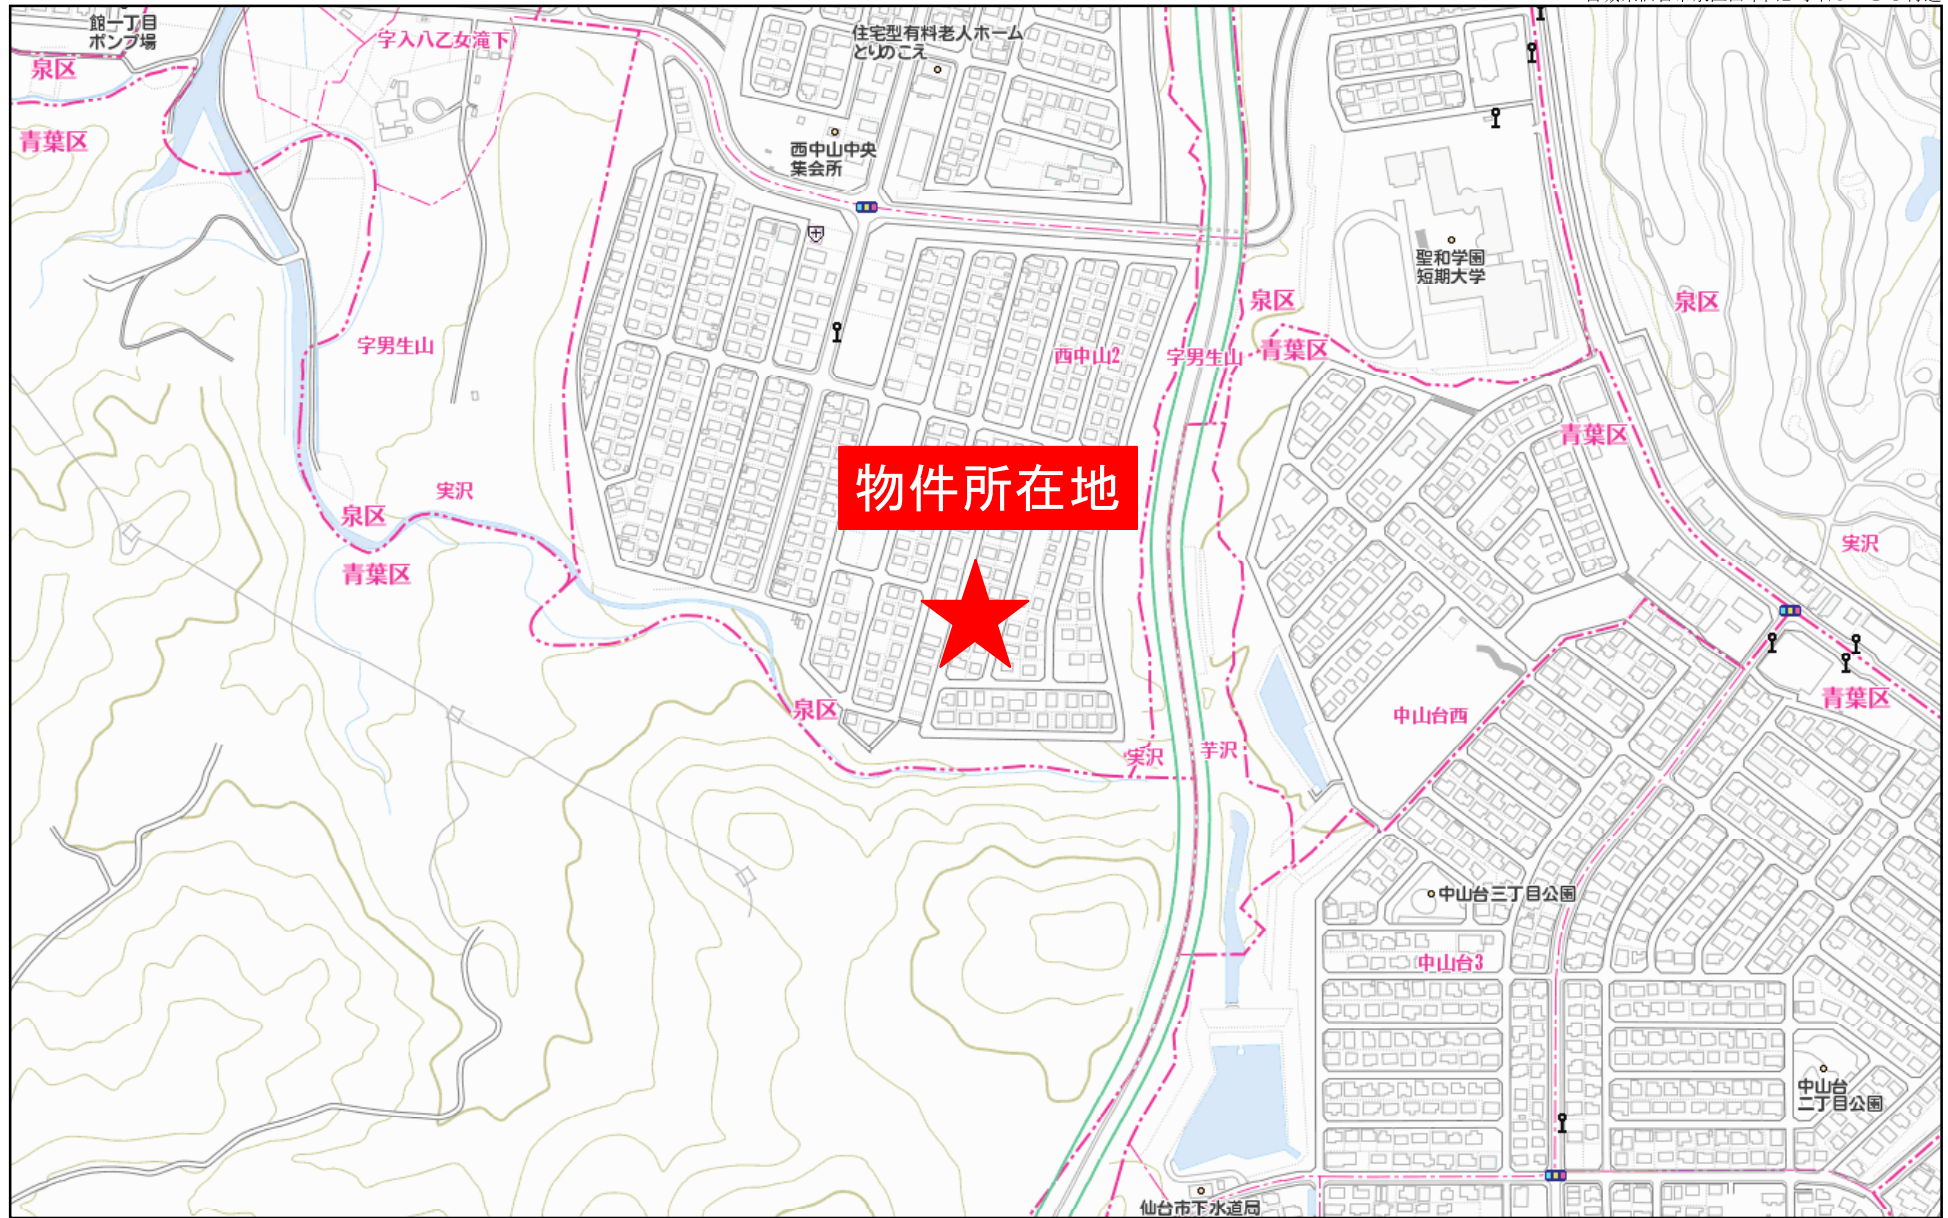 館一丁目
ポンプ場
字入八乙女滝下
住宅型有料老人ホーム
とりのこえ
泉区
青葉区
西中山中央
集会所
聖和学園
短期大学
泉区
泉区
字男生山
西中山2
字男生山
青葉区
青葉区
物件所在地
実沢
泉区
青葉区
実沢
泉区
青葉区
中山台西
実沢
芋沢
中山台三丁目公園
中山台3
中山台
二丁目公園
仙台市下水道局